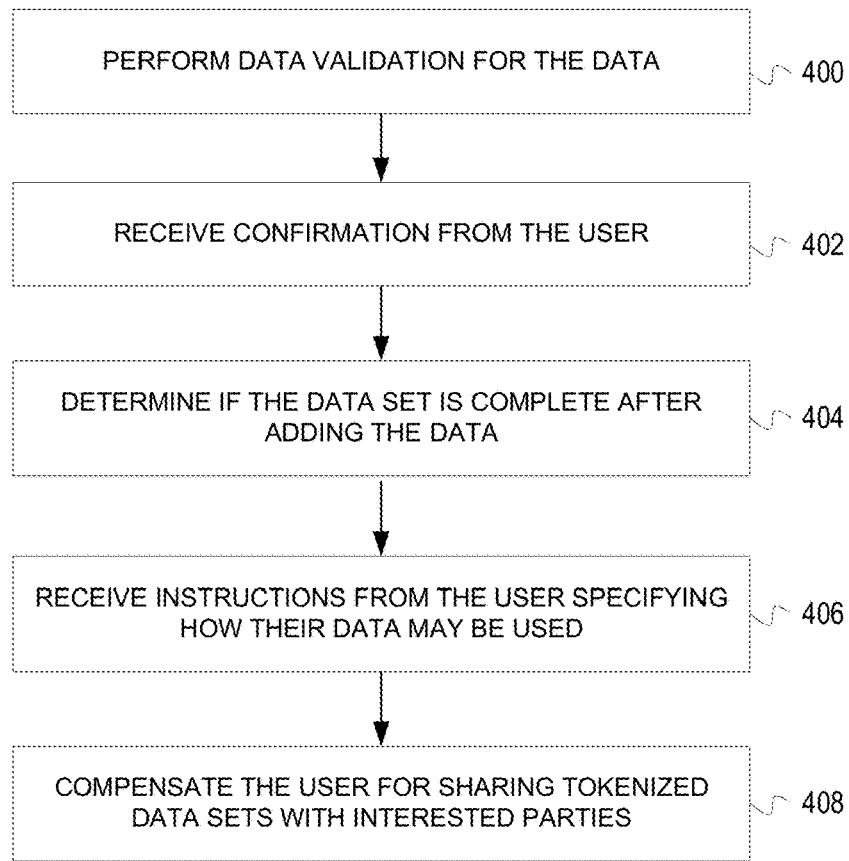 PERFORM DATA VALIDATION FOR THE DATA
400
RECEIVE CONFIRMATION FROM THE USER
402
DETERMINE IF THE DATA SET IS COMPLETE AFTER
ADDING THE DATA
404
RECEIVE INSTRUCTIONS FROM THE USER SPECIFYING
HOW THEIR DATA MAY BE USED
406
COMPENSATE THE USER FOR SHARING TOKENIZED
DATA SETS WITH INTERESTED PARTIES
408